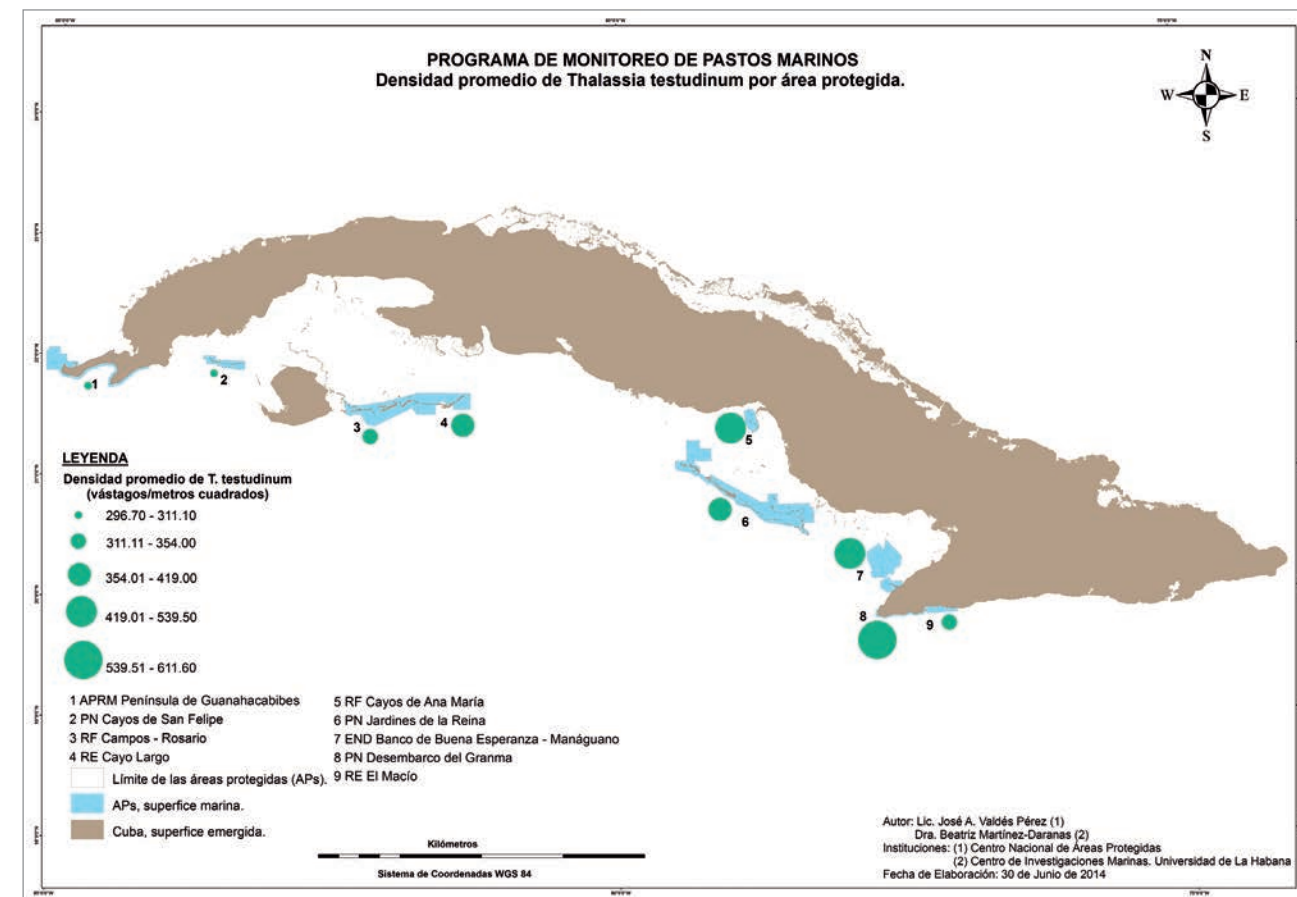 PROGRAMA DE MONITOREO DE PASTOS MARINOS
Densidad promedio de Thalassia testudinum por área protegida.
N
W
E
S
1
2
3
4
5
6
7
8
9
LEYENDA
Densidad promedio de T. testudinum
(vástagos/metros cuadrados)
296.70 - 311.10
311.11 - 354.00
354.01 - 419.00
419.01 - 539.50
539.51 - 611.60
1 APRM Península de Guanahacabibes
2 PN Cayos de San Felipe
3 RF Campos - Rosario
4 RE Cayo Largo
5 RF Cayos de Ana María
6 PN Jardines de la Reina
7 END Banco de Buena Esperanza - Manáguano
8 PN Desembarco del Granma
9 RE El Macío
Límite de las áreas protegidas (APs).
APs, superfice marina.
Cuba, superfice emergida.
Kilómetros
Sistema de Coordenadas WGS 84
Autor: Lic. José A. Valdés Pérez (1)
Dra. Beatriz Martínez-Daranas (2)
Instituciones: (1) Centro Nacional de Áreas Protegidas
(2) Centro de Investigaciones Marinas. Universidad de La Habana
Fecha de Elaboración: 30 de Junio de 2014